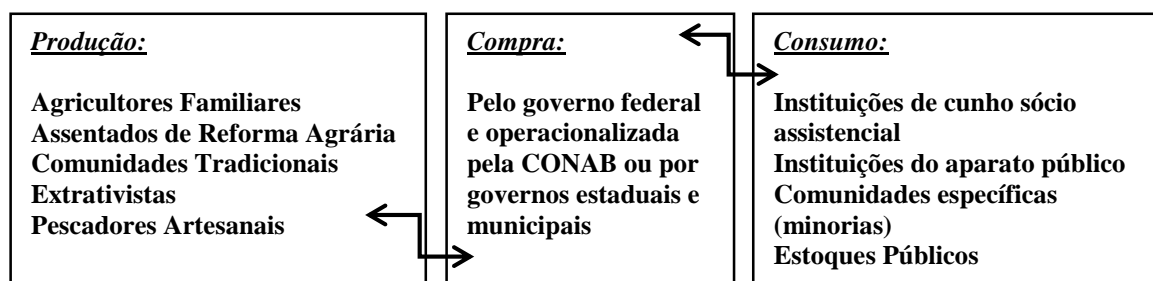 Produção:
Agricultores Familiares
Assentados de Reforma Agrária
Comunidades Tradicionais
Extrativistas
Pescadores Artesanais
Compra:
Pelo governo federal
e operacionalizada
pela CONAB ou por
governos estaduais e
municipais
Consumo:
Instituições de cunho sócio
assistencial
Instituições do aparato público
Comunidades específicas
(minorias)
Estoques Públicos